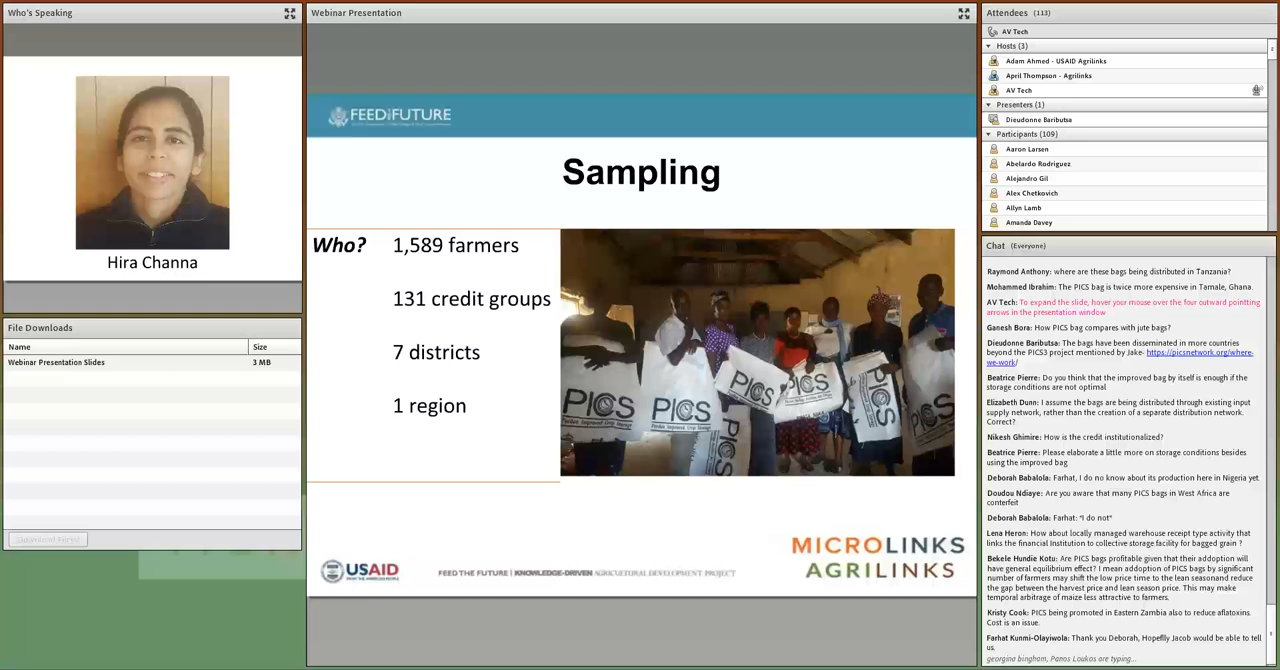 Who's Speaking
Hira Channa
File Downloads
Name Size
Webinar Presentation Slides 3 MB
Webinar Presentation
FEED THE FUTURE
Sampling
Who? 1,589 farmers
131 credit groups
7 districts
1 region
PICS
PICS
PICS
PICS
PICS
PICS
USAID
FEED THE FUTURE | KNOWLEDGE-DRIVEN AGRICULTURAL DEVELOPMENT PROJECT
MICROLINKS
AGRILINKS
Attendees (113)
AV Tech
Hosts (3)
Adam Ahmed - USAID Agrilinks
April Thompson - Agrilinks
AV Tech
Presenters (1)
Dieudonne Baributsa
Participants (109)
Aaron Larsen
Abelardo Rodriguez
Alejandro Gil
Alex Chetkovich
Allyn Lamb
Amanda Davey
Chat (Everyone)
Raymond Anthony: where are these bags being distributed in Tanzania?
Mohammed Ibrahim: The PICS bag is twice more expensive in Tamale, Ghana.
AV Tech: To expand the slide, hover your mouse over the four outward pointting
arrows in the presentation window
Ganesh Bora: How PICS bag compares with jute bags?
Dieudonne Baributsa: The bags have been disseminated in more countries
beyond the PICS3 project mentioned by Jake- https://picsnetwork.org/where-
we-work/
Beatrice Pierre: Do you think that the improved bag by itself is enough if the
storage conditions are not optimal
Elizabeth Dunn: I assume the bags are being distributed through existing input
supply network, rather than the creation of a separate distribution network.
Correct?
Nikesh Ghimire: How is the credit institutionalized?
Beatrice Pierre: Please elaborate a little more on storage conditions besides
using the improved bag
Deborah Babalola: Farhat, I do no know about its production here in Nigeria yet.
Doudou Ndiaye: Are you aware that many PICS bags in West Africa are
conterfeit
Deborah Babalola: Farhat: *I do not*
Lena Heron: How about locally managed warehouse receipt type activity that
links the financial Institution to collective storage facility for bagged grain ?
Bekele Hundie Kotu: Are PICS bags profitable given that their addoption will
have general equilibrium effect? I mean addoption of PICS bags by significant
number of farmers may shift the low price time to the lean seasonand reduce
the gap between the harvest price and lean season price. This may make
temporal arbitrage of maize less attractive to farmers.
Kristy Cook: PICS being promoted in Eastern Zambia also to reduce aflatoxins.
Cost is an issue.
Farhat Kunmi-Olayiwola: Thank you Deborah, Hopeflly Jacob would be able to tell
us.
georgina bingham, Panos Loukos are typing...